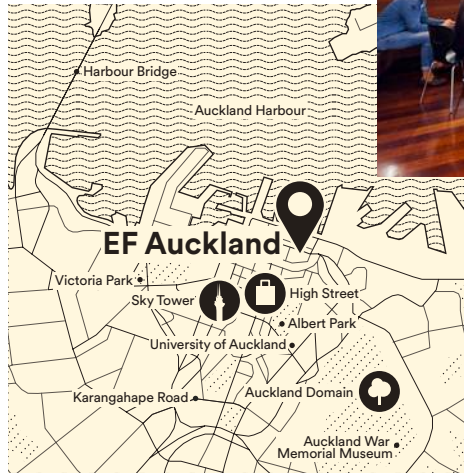 Harbour Bridge
Auckland Harbour
EF Auckland
Victoria Park
Sky Tower
High Street
Albert Park
University of Auckland
Karangahape Road
Auckland Domain
Auckland War
Memorial Museum